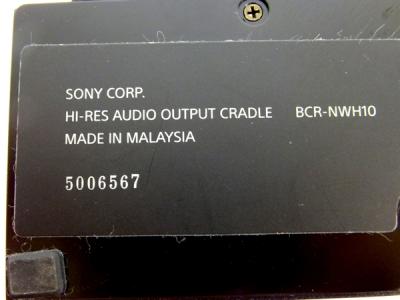 SONY CORP.
HI-RES AUDIO OUTPUT CRADLE BCR-NWH10
MADE IN MALAYSIA
5006567